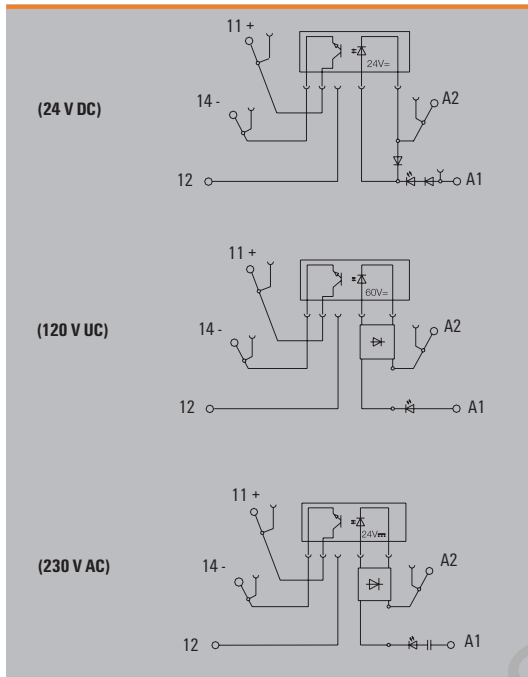 11 +
24V=
(24 V DC)
14 -
A2
12
A1
11 +
60V=
(120 V UC)
14 -
A2
12
A1
11 +
24V⎓
(230 V AC)
14 -
A2
12
A1